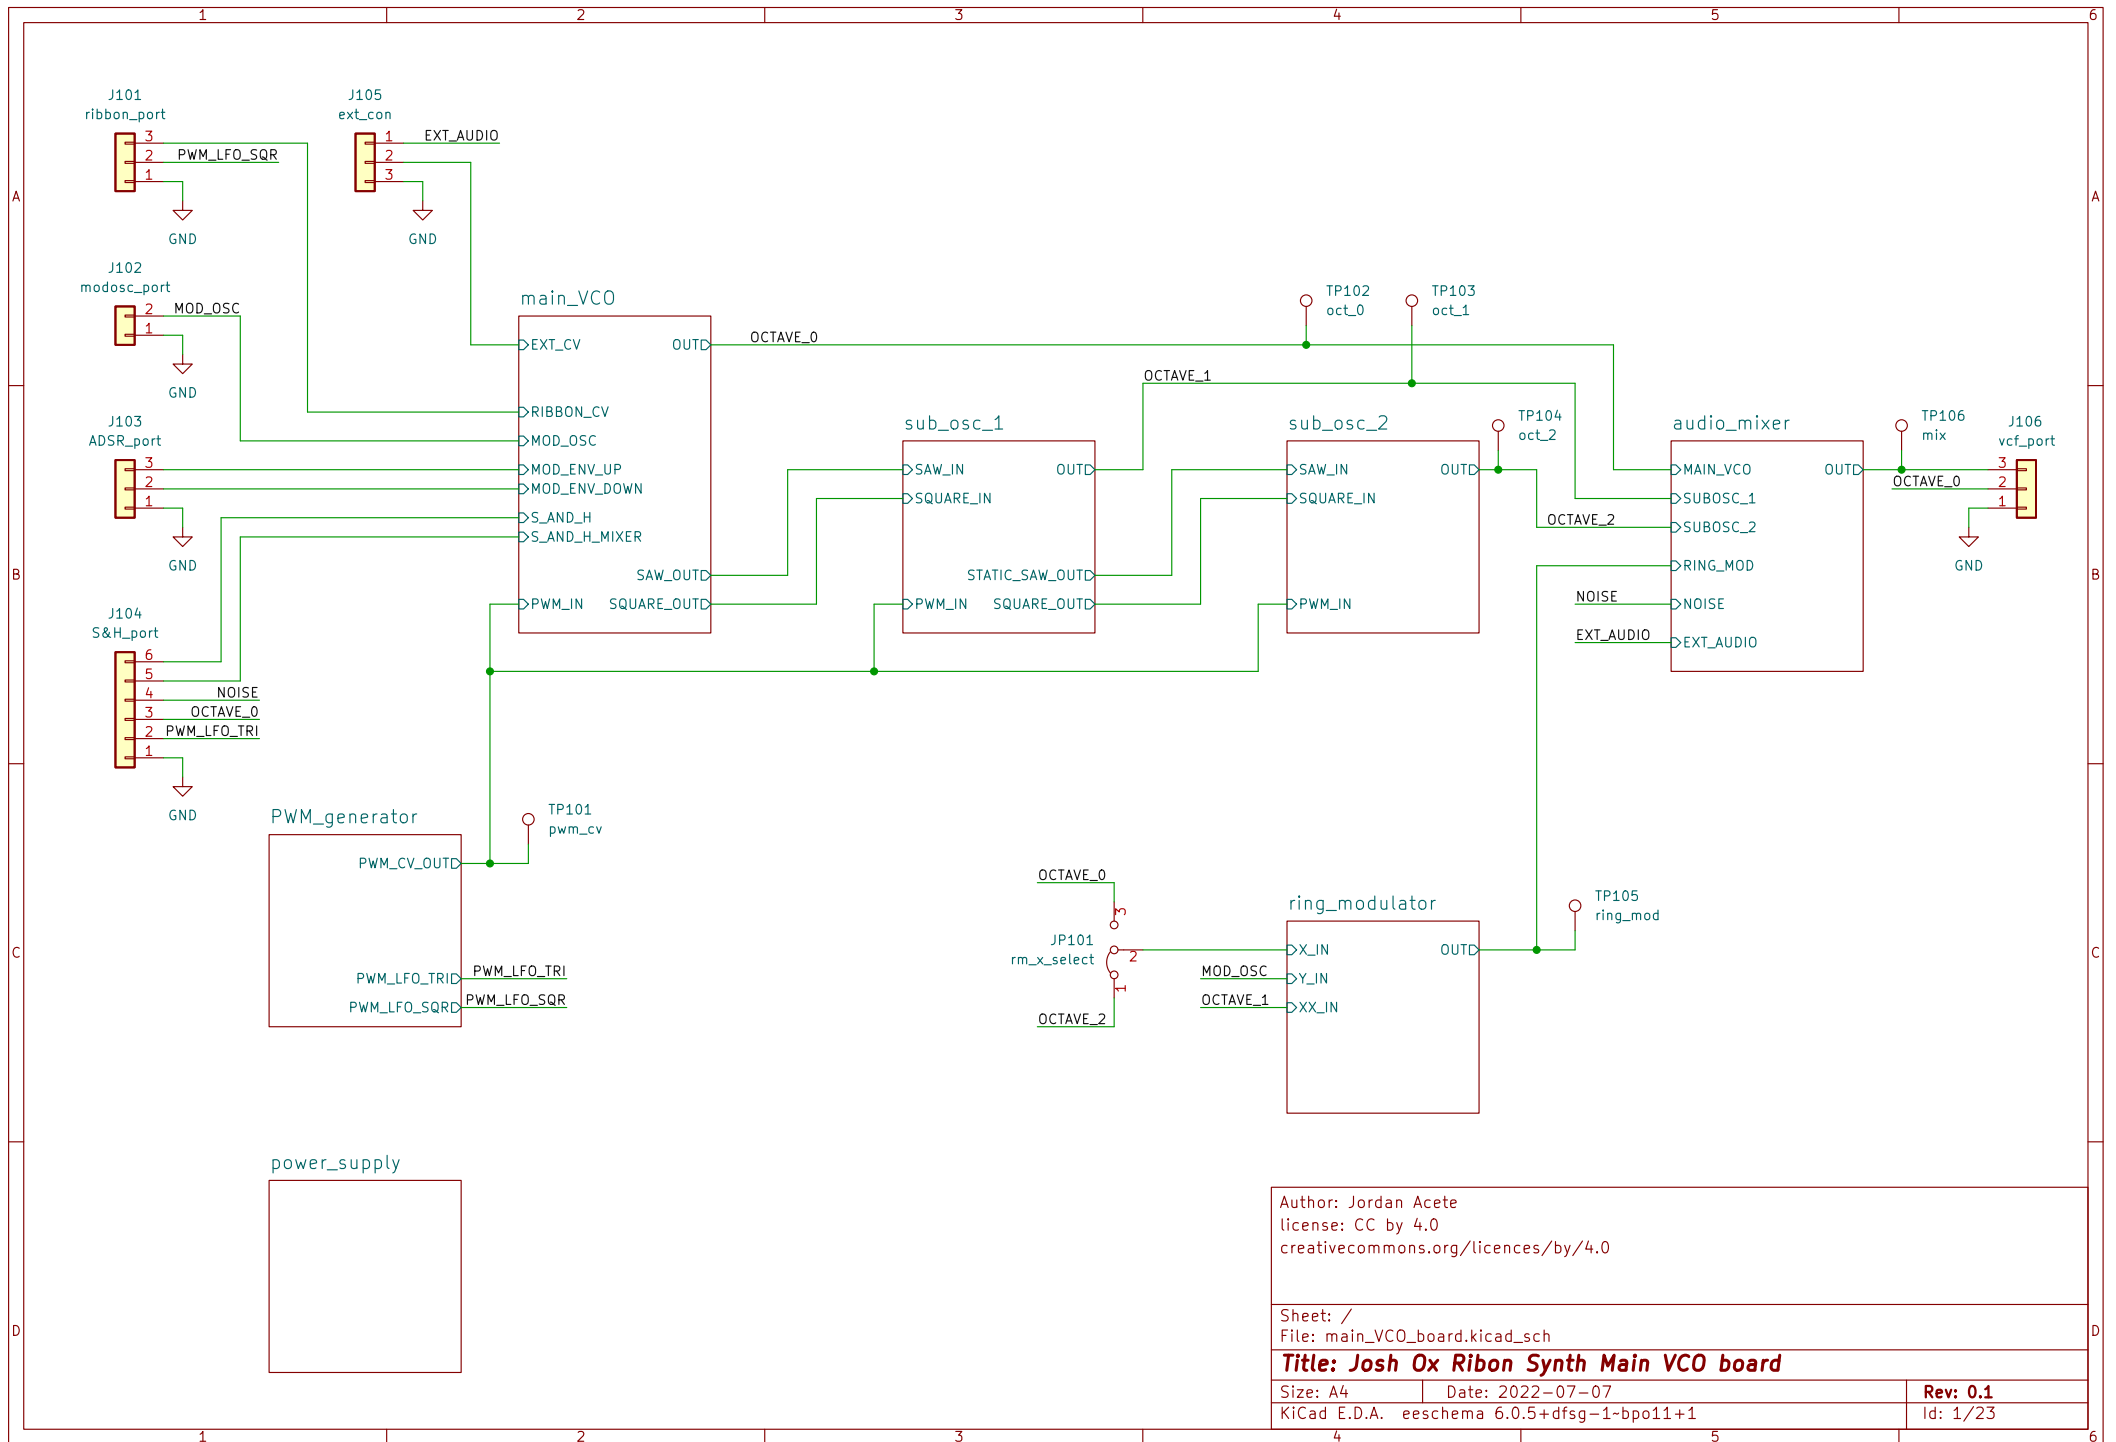 1 2 3 4 5 6
A
B
C
D
J101
ribbon_port
3
PWM_LFO_SQR
2
1
GND
J105
ext_con
EXT_AUDIO
1
2
3
GND
J102
modosc_port
MOD_OSC
2
1
GND
J103
ADSR_port
3
2
1
GND
J104
S&H_port
6
5
4 NOISE
3 OCTAVE_0
2 PWM_LFO_TRI
1
GND
main_VCO
EXT_CV OUT
RIBBON_CV
MOD_OSC
MOD_ENV_UP
MOD_ENV_DOWN
S_AND_H
S_AND_H_MIXER
SAW_OUT
PWM_IN SQUARE_OUT
OCTAVE_0
TP102
oct_0
TP103
oct_1
OCTAVE_1
sub_osc_1
SAW_IN OUT
SQUARE_IN
STATIC_SAW_OUT
PWM_IN SQUARE_OUT
sub_osc_2
SAW_IN OUT
SQUARE_IN
PWM_IN
TP104
oct_2
OCTAVE_2
audio_mixer
MAIN_VCO OUT
SUBOSC_1
SUBOSC_2
RING_MOD
NOISE NOISE
EXT_AUDIO EXT_AUDIO
TP106
mix
J106
vcf_port
3
OCTAVE_0 2
1
GND
PWM_generator
PWM_CV_OUT
PWM_LFO_TRI PWM_LFO_TRI
PWM_LFO_SQR PWM_LFO_SQR
TP101
pwm_cv
OCTAVE_0
3
JP101
rm_x_select
2
1
OCTAVE_2
ring_modulator
X_IN OUT
MOD_OSC Y_IN
OCTAVE_1 XX_IN
TP105
ring_mod
power_supply
Author: Jordan Acete
license: CC by 4.0
creativecommons.org/licences/by/4.0
Sheet: /
File: main_VCO_board.kicad_sch
Title: Josh Ox Ribon Synth Main VCO board
Size: A4 Date: 2022-07-07 Rev: 0.1
KiCad E.D.A. eeschema 6.0.5+dfsg-1~bpo11+1 Id: 1/23
A
B
C
D
1 2 3 4 5 6